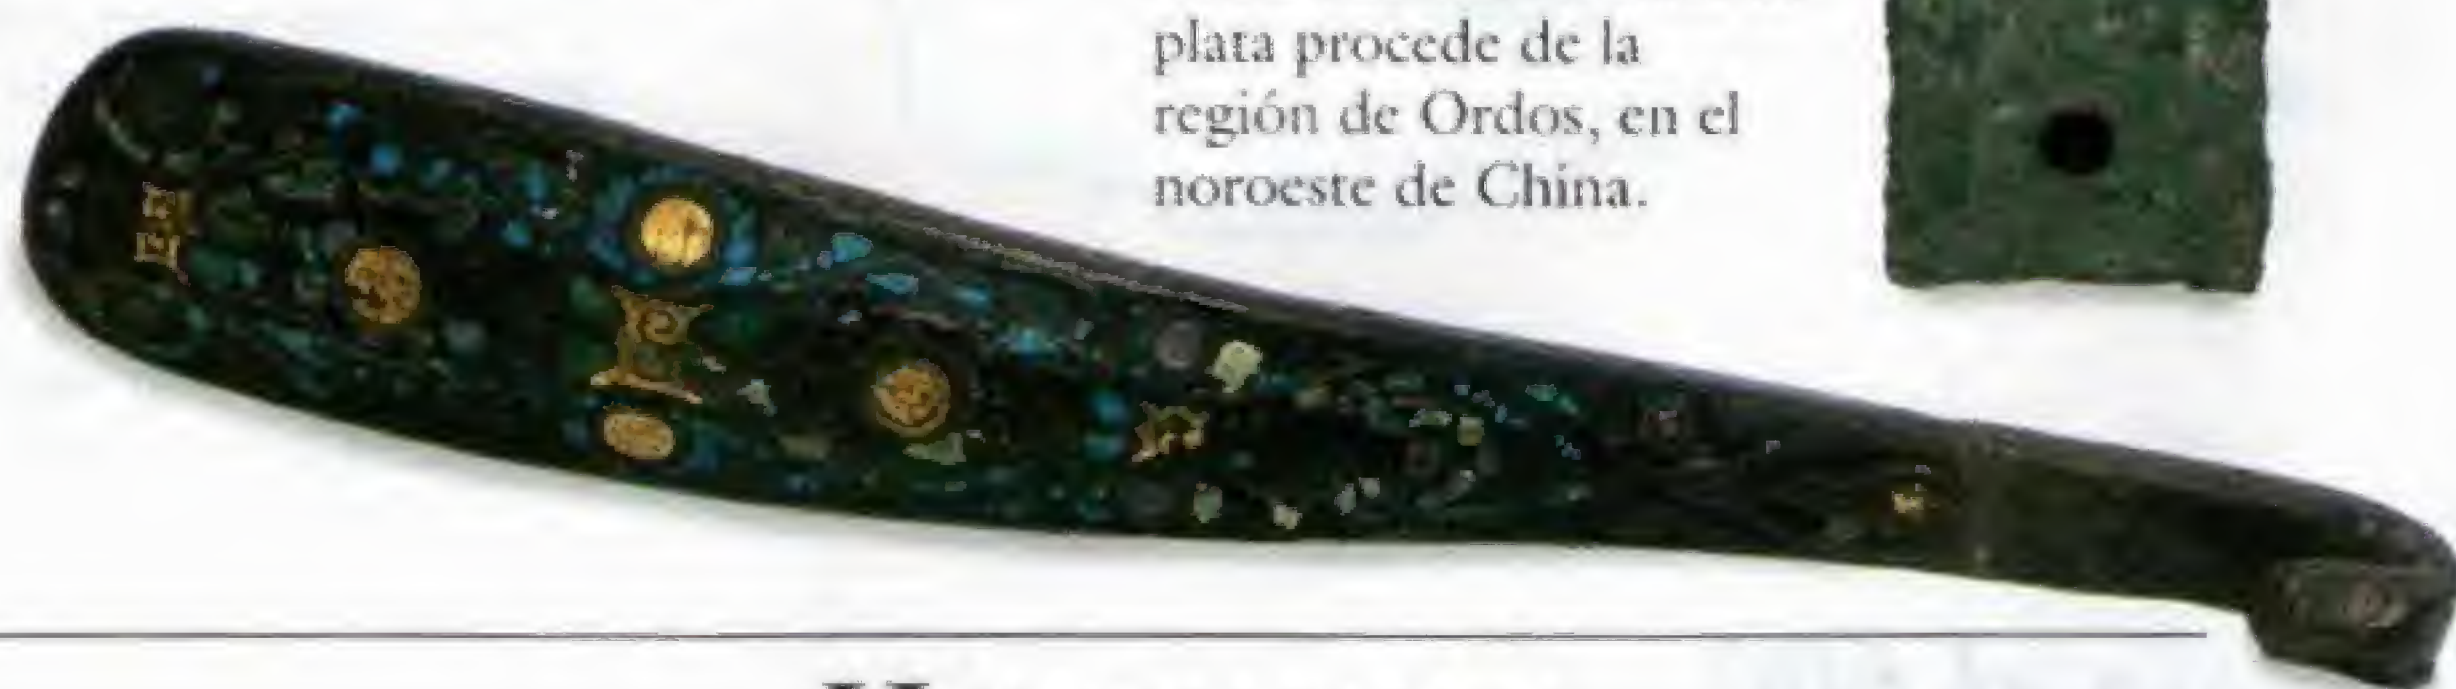 plata procede de la
región de Ordos, en el
noroeste de China.